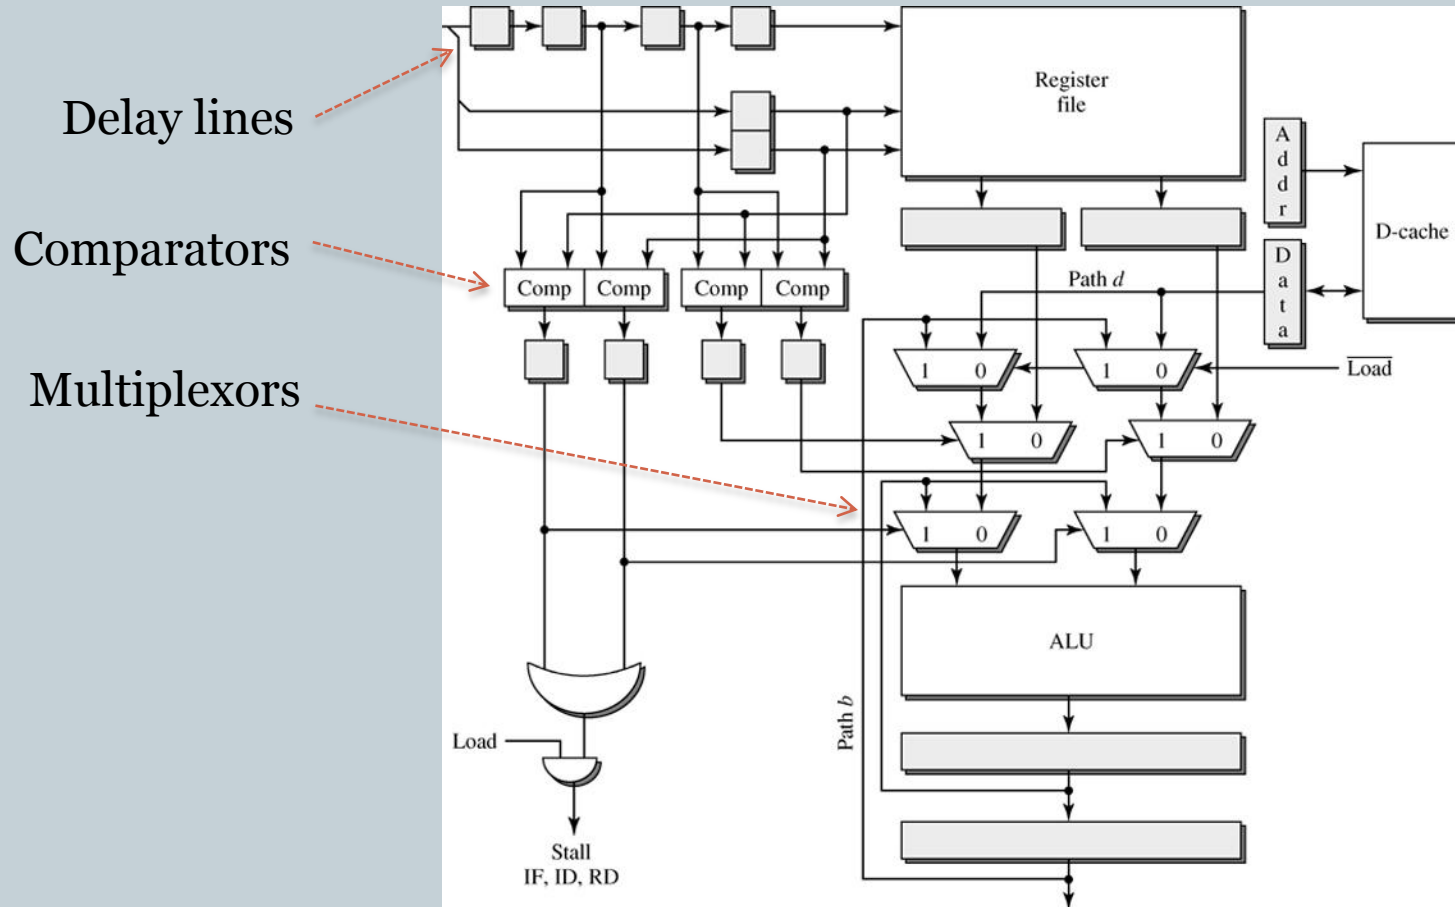 Delay lines
Comparators
Multiplexors
Register
file
A
d
d
r
D
a
t
a
D-cache
Comp Comp Comp Comp
Path d
1 0 1 0
Load
1 0 1 0
1 0 1 0
ALU
Path b
Load
Stall
IF, ID, RD